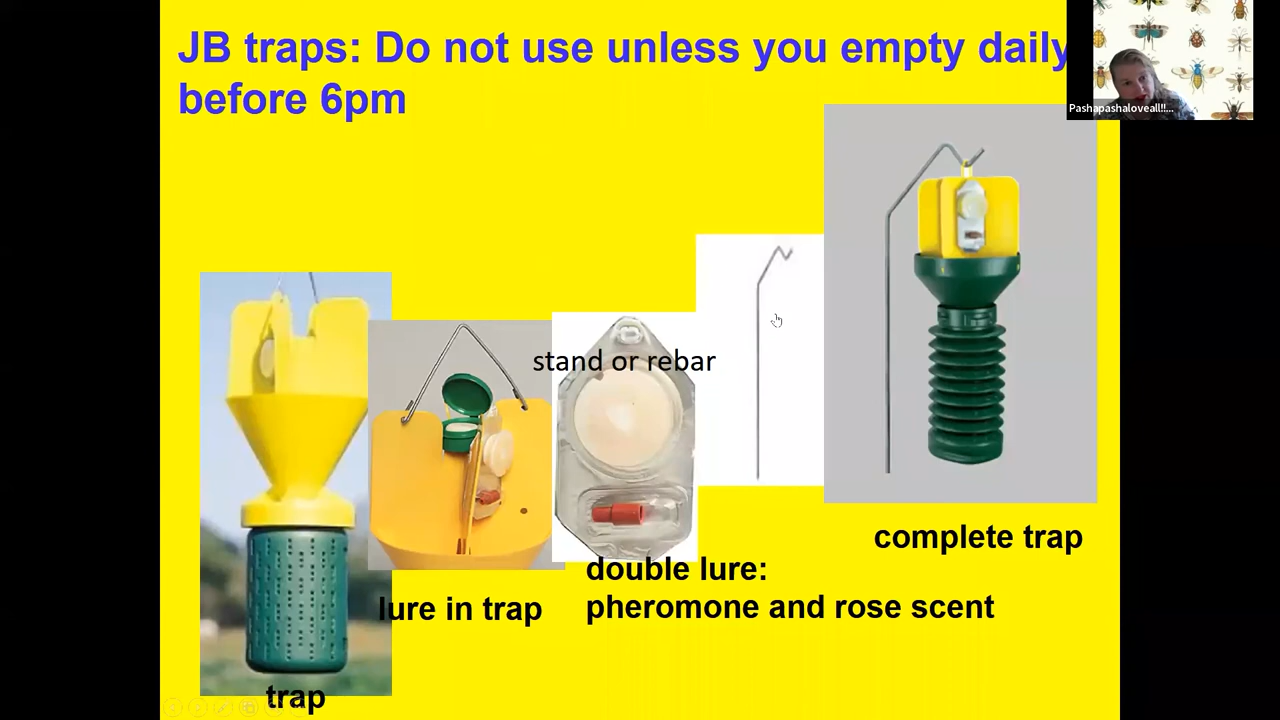 JB traps: Do not use unless you empty daily
before 6pm
Pashapashaloveall!!...
stand or rebar
complete trap
double lure:
pheromone and rose scent
lure in trap
trap